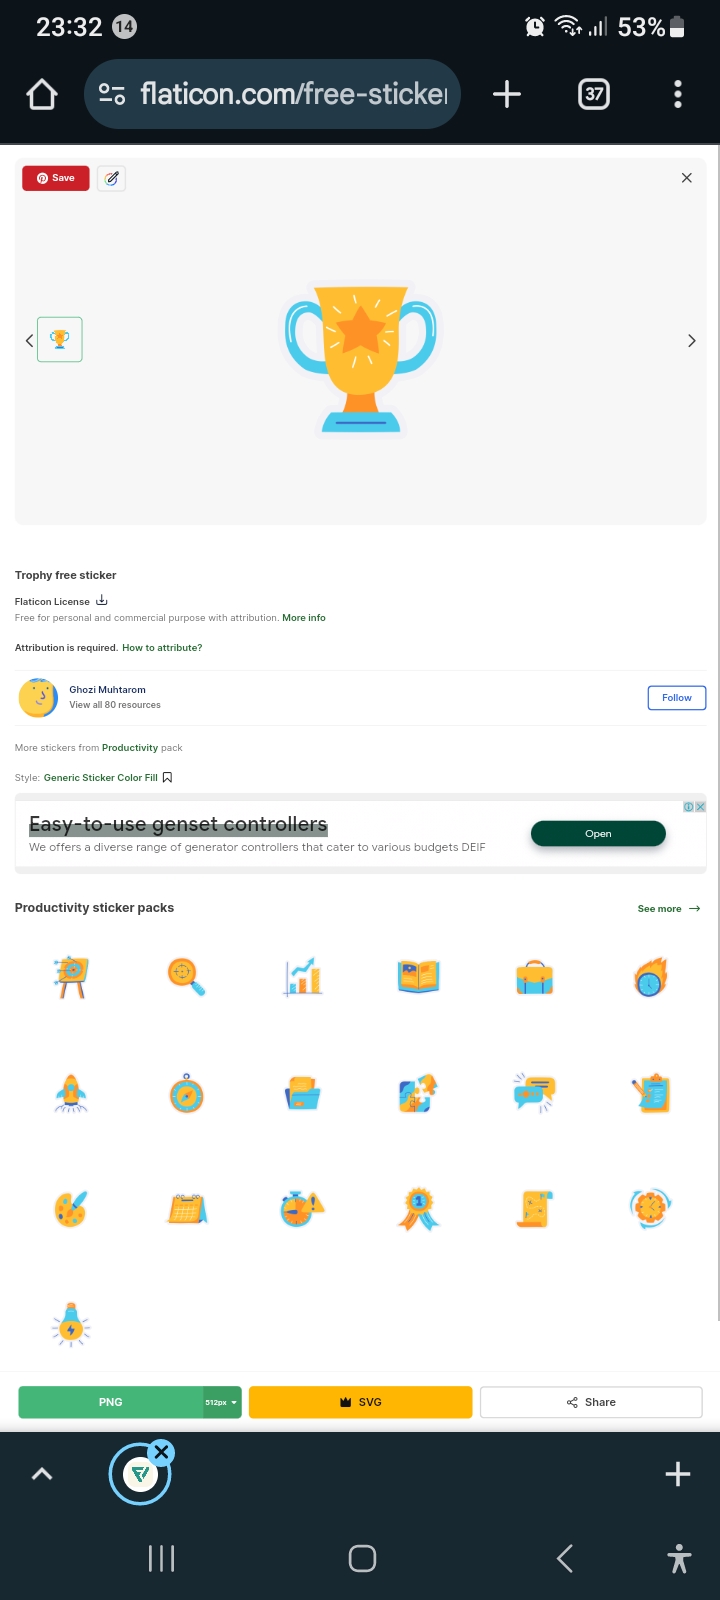 23:32 14 53%
flaticon.com/free-sticke
37
Save
Trophy free sticker
Flaticon License
Free for personal and commercial purpose with attribution. More info
Attribution is required. How to attribute?
Ghozi Muhtarom
View all 80 resources
Follow
More stickers from Productivity pack
Style: Generic Sticker Color Fill
Easy-to-use genset controllers
We offers a diverse range of generator controllers that cater to various budgets DEIF
Open
Productivity sticker packs
See more
1
PNG 512px SVG Share